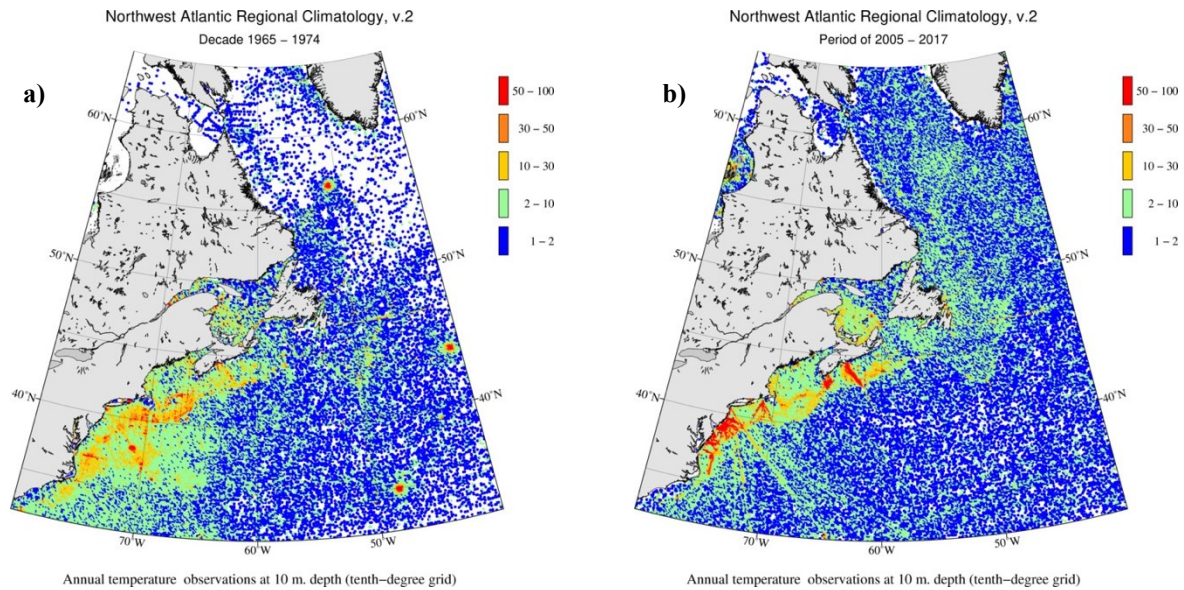 Northwest Atlantic Regional Climatology, v.2
Decade 1965 – 1974
a)
50 – 100
30 – 50
10 – 30
2 – 10
1 – 2
60°N
60°N
50°N
50°N
40°N
40°N
70°W
60°W
50°W
Annual temperature observations at 10 m. depth (tenth–degree grid)
Northwest Atlantic Regional Climatology, v.2
Period of 2005 – 2017
b)
50 – 100
30 – 50
10 – 30
2 – 10
1 – 2
60°N
60°N
50°N
50°N
40°N
40°N
70°W
60°W
50°W
Annual temperature observations at 10 m. depth (tenth–degree grid)